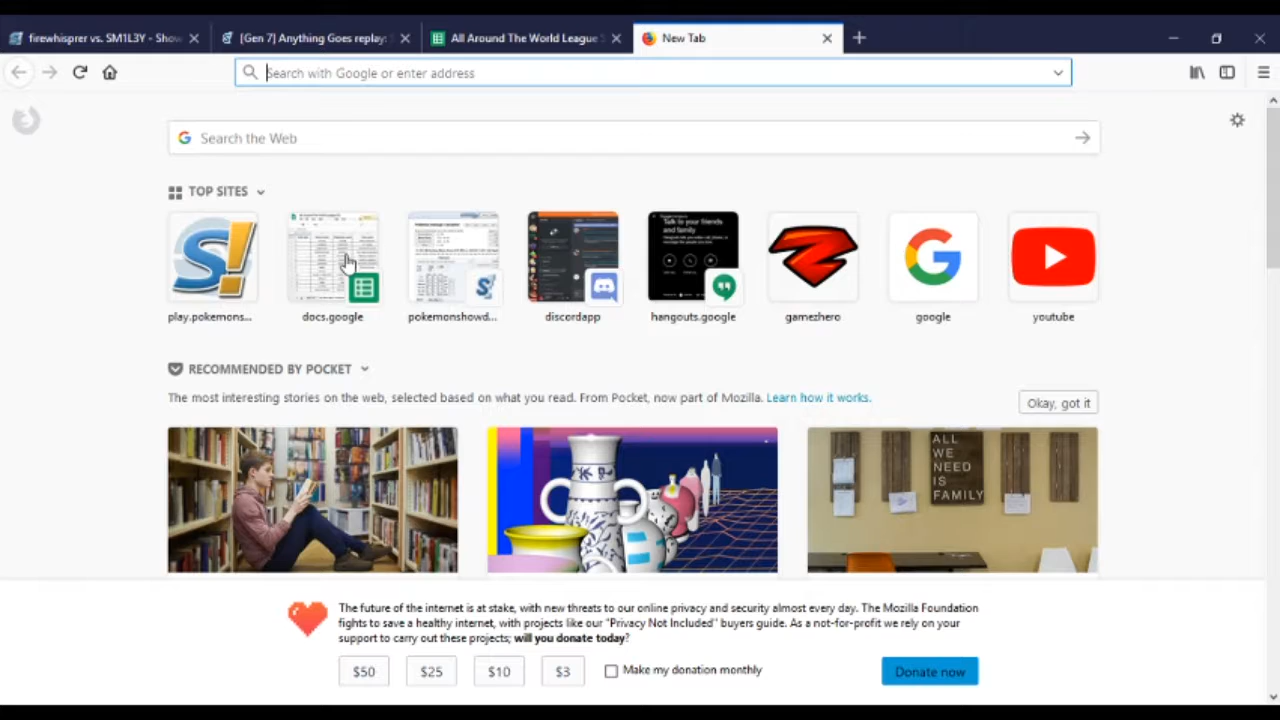 firewhisprer vs. SM1L3Y - Show
[Gen 7] Anything Goes replay:
All Around The World League
New Tab
Search with Google or enter address
Search the Web
TOP SITES
play.pokemons...
docs.google
pokemonshowd...
discordapp
hangouts.google
gamezhero
google
youtube
Talk to your friends
and family
RECOMMENDED BY POCKET
The most interesting stories on the web, selected based on what you read. From Pocket, now part of Mozilla. Learn how it works.
Okay, got it
ALL
WE
NEED
IS
FAMILY
The future of the internet is at stake, with new threats to our online privacy and security almost every day. The Mozilla Foundation
fights to save a healthy internet, with projects like our "Privacy Not Included" buyers guide. As a not-for-profit we rely on your
support to carry out these projects; will you donate today?
$50
$25
$10
$3
Make my donation monthly
Donate now